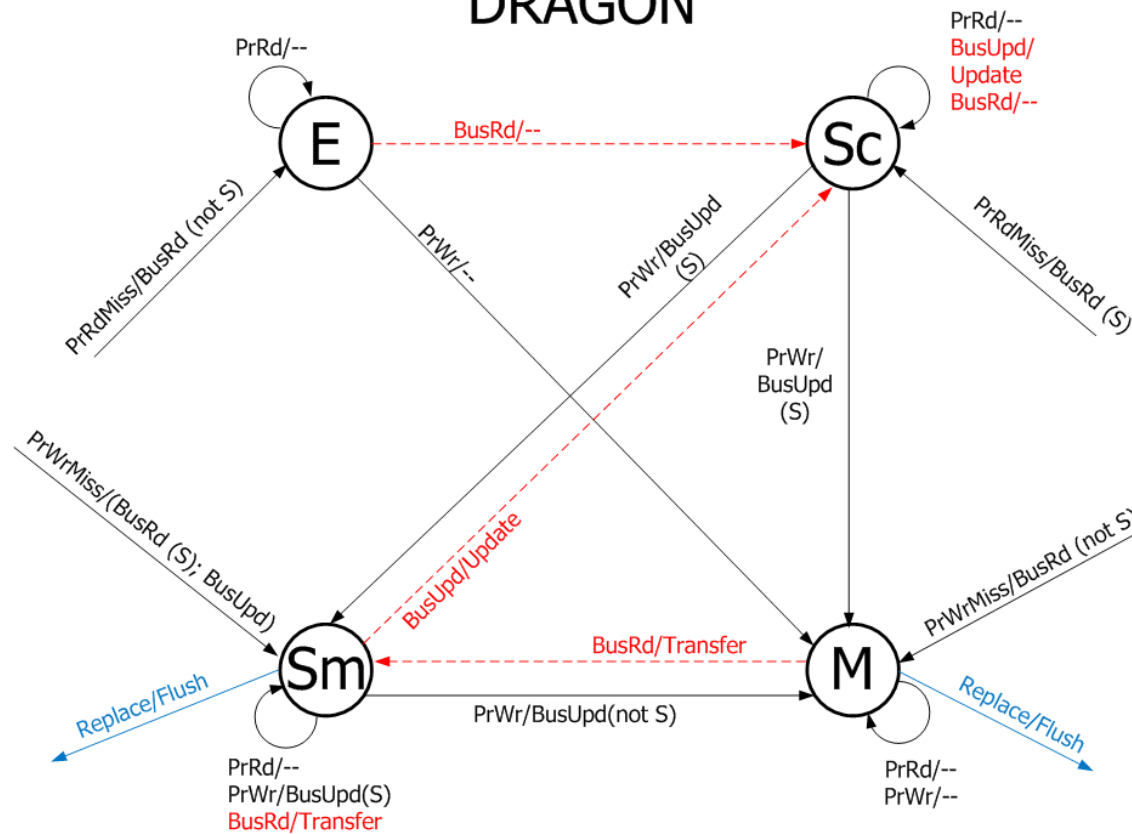 DRAGON
PrRd/--
PrRd/--
BusUpd/
Update
BusRd/--
E
BusRd/--
Sc
PrRdMiss/BusRd (not S)
PrWr/--
PrWr/BusUpd
(S)
PrRdMiss/BusRd (S)
PrWr/
BusUpd
(S)
PrWrMiss/(BusRd (S); BusUpd)
BusUpd/Update
PrWrMiss/BusRd (not S)
Sm
BusRd/Transfer
M
Replace/Flush
PrWr/BusUpd(not S)
Replace/Flush
PrRd/--
PrWr/BusUpd(S)
BusRd/Transfer
PrRd/--
PrWr/--